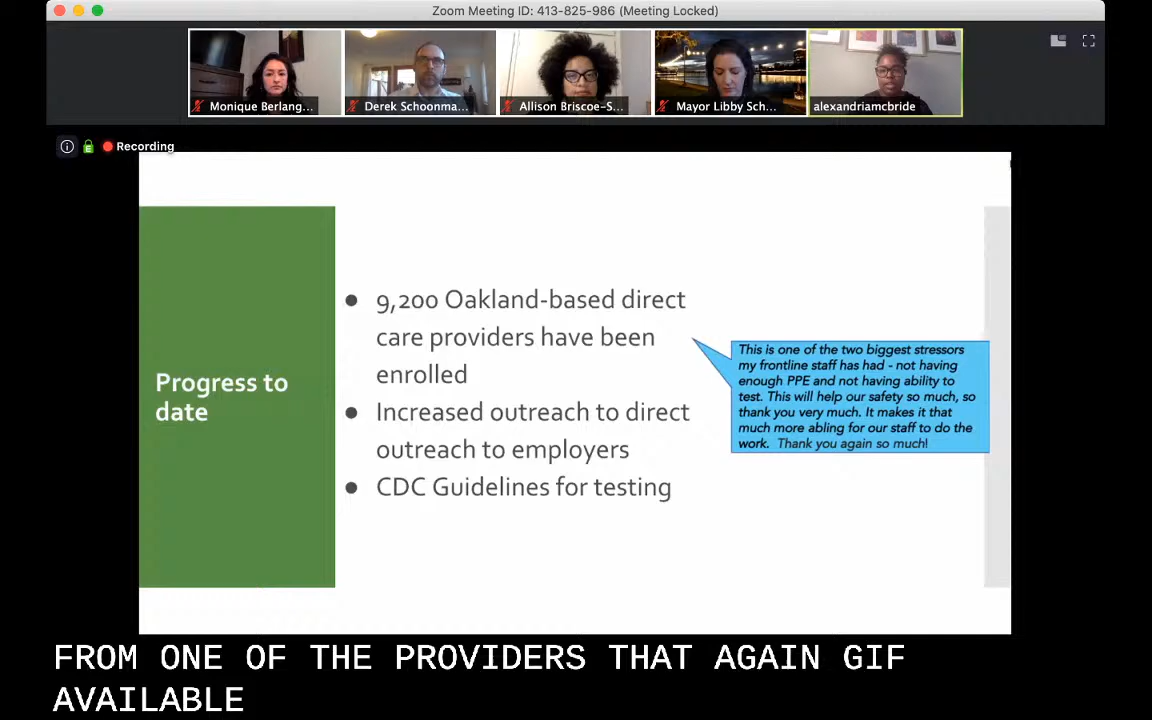 Zoom Meeting ID: 413-825-986 (Meeting Locked)
Monique Berlang...
Derek Schoonma...
Allison Briscoe-S...
Mayor Libby Sch...
alexandriamcbride
Recording
Progress to
date
● 9,200 Oakland-based direct
care providers have been
enrolled
● Increased outreach to direct
outreach to employers
● CDC Guidelines for testing
This is one of the two biggest stressors
my frontline staff has had - not having
enough PPE and not having ability to
test. This will help our safety so much, so
thank you very much. It makes it that
much more abling for our staff to do the
work. Thank you again so much!
FROM ONE OF THE PROVIDERS THAT AGAIN GIF
AVAILABLE